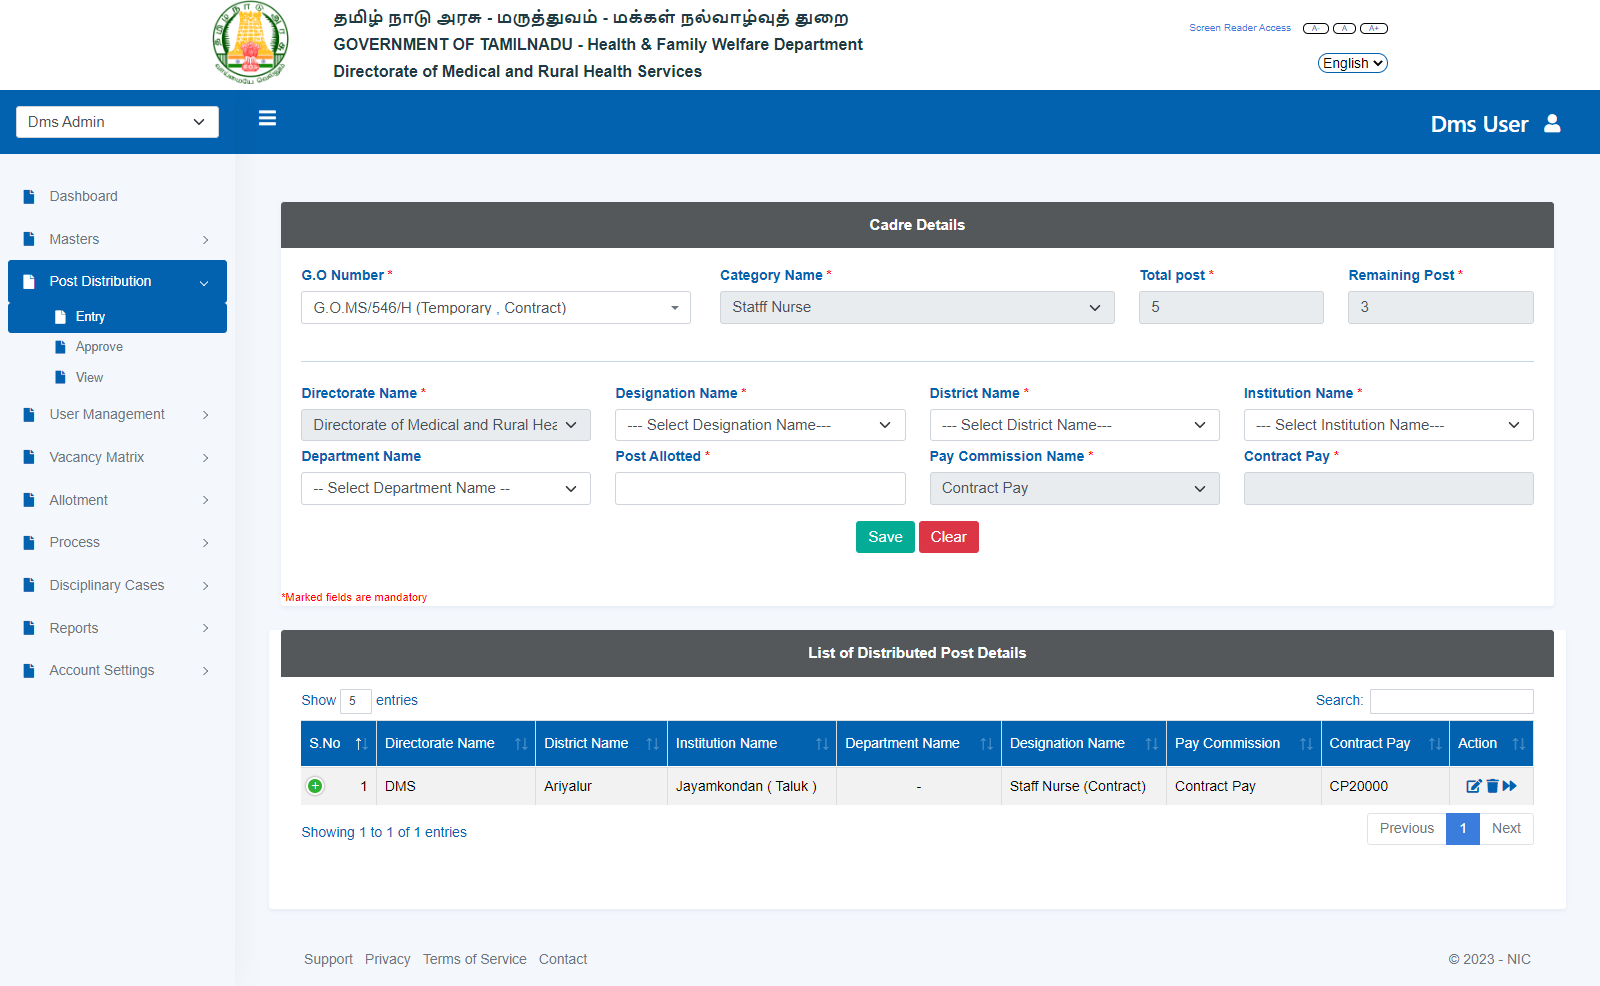 தமிழ் நாடு அரசு - மருத்துவம் - மக்கள் நல்வாழ்வுத் துறை
GOVERNMENT OF TAMILNADU - Health & Family Welfare Department
Directorate of Medical and Rural Health Services
Screen Reader Access A- A A+
English
Dms Admin
Dms User
Dashboard
Masters
Post Distribution
Entry
Approve
View
User Management
Vacancy Matrix
Allotment
Process
Disciplinary Cases
Reports
Account Settings
Cadre Details
G.O Number * Category Name * Total post * Remaining Post *
G.O.MS/546/H (Temporary , Contract) Statff Nurse 5 3
Directorate Name * Designation Name * District Name * Institution Name *
Directorate of Medical and Rural Hea --- Select Designation Name--- --- Select District Name--- --- Select Institution Name---
Department Name Post Allotted * Pay Commission Name * Contract Pay *
-- Select Department Name -- Contract Pay
Save Clear
*Marked fields are mandatory
List of Distributed Post Details
Show 5 entries Search:
S.No Directorate Name District Name Institution Name Department Name Designation Name Pay Commission Contract Pay Action
1 DMS Ariyalur Jayamkondan ( Taluk ) - Staff Nurse (Contract) Contract Pay CP20000
Showing 1 to 1 of 1 entries Previous 1 Next
Support Privacy Terms of Service Contact © 2023 - NIC